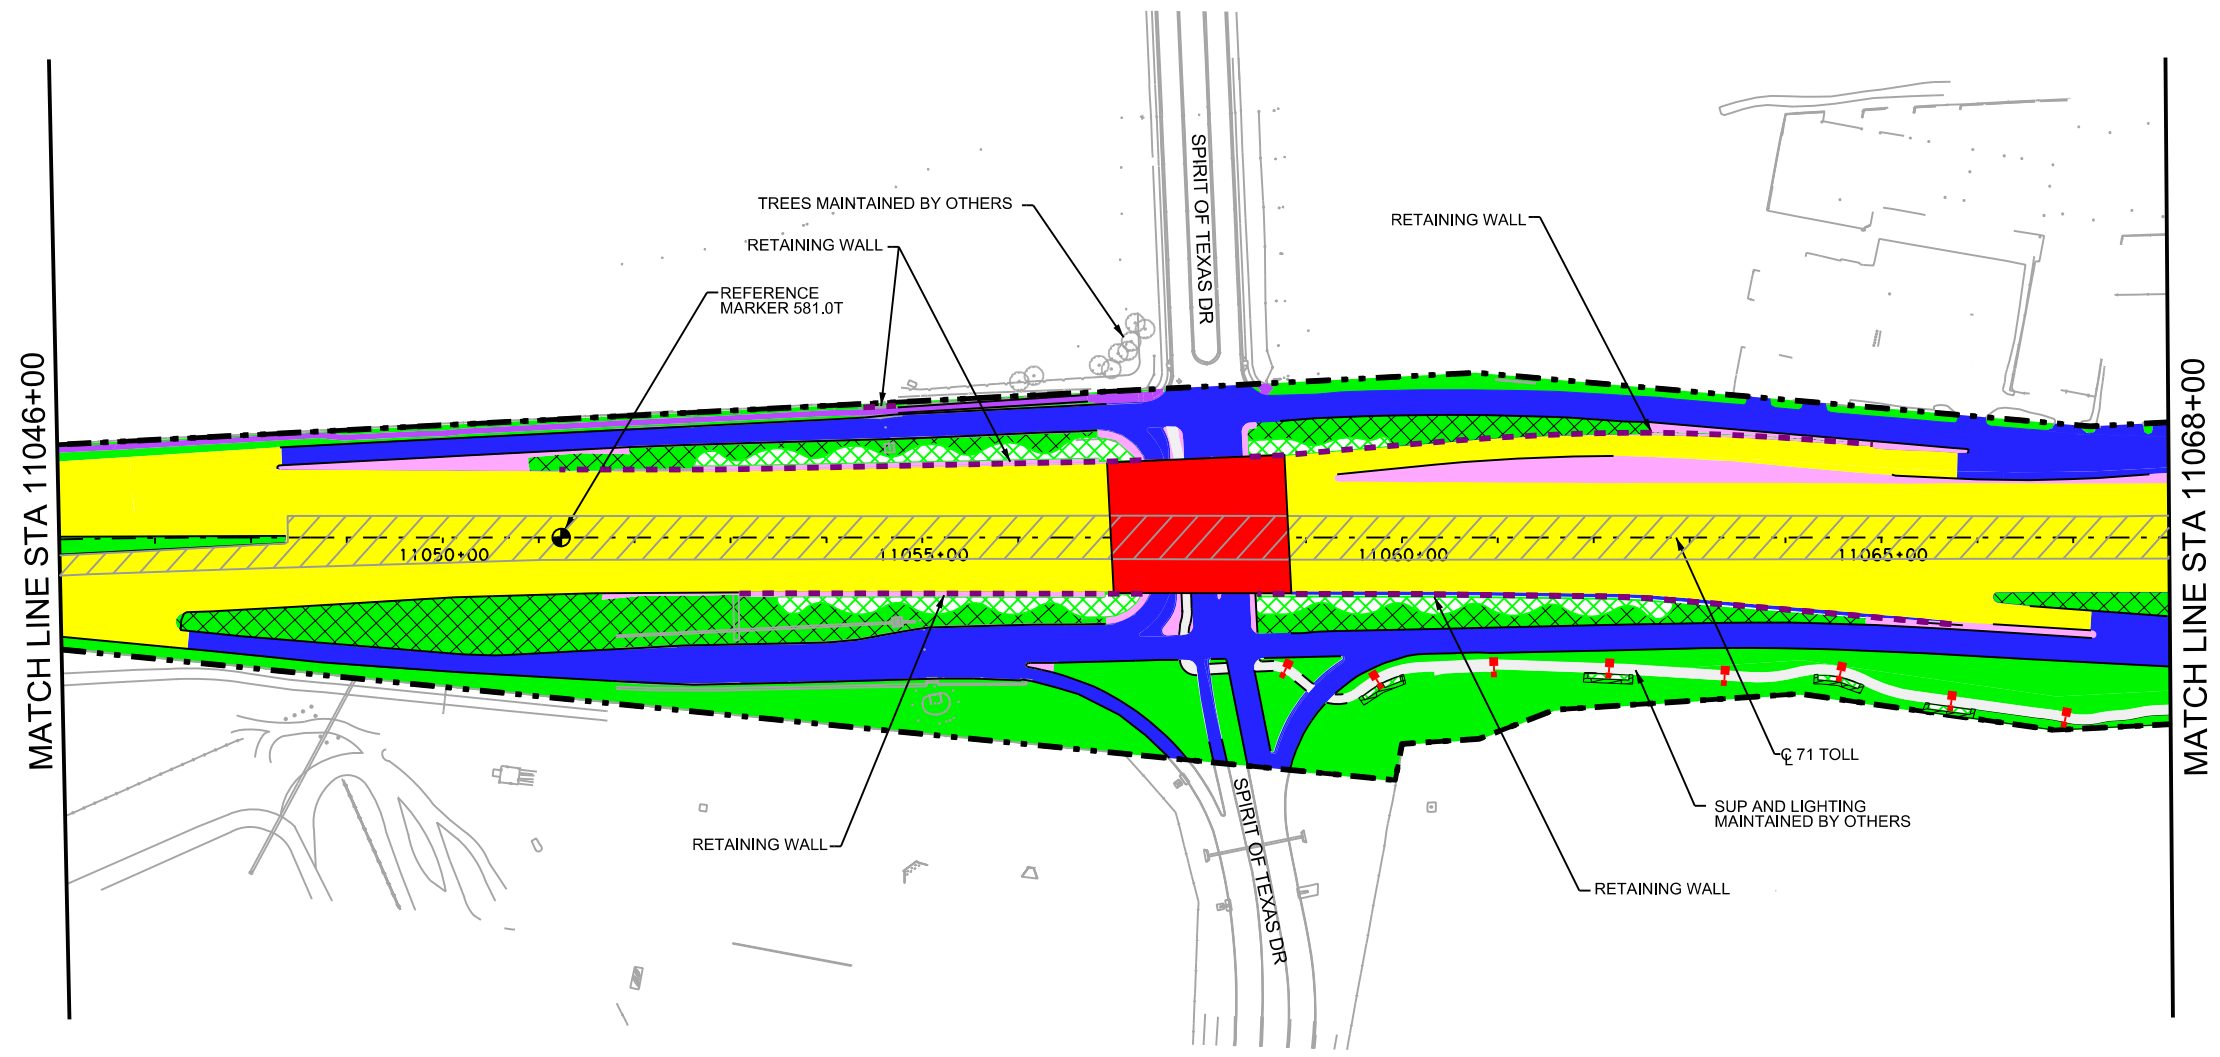 SPIRIT OF TEXAS DR
TREES MAINTAINED BY OTHERS
RETAINING WALL
RETAINING WALL
REFERENCE
MARKER 581.0T
MATCH LINE STA 11046+00
MATCH LINE STA 11068+00
11050+00
11055+00
11060+00
11065+00
℄ 71 TOLL
SUP AND LIGHTING
MAINTAINED BY OTHERS
RETAINING WALL
RETAINING WALL
SPIRIT OF TEXAS DR